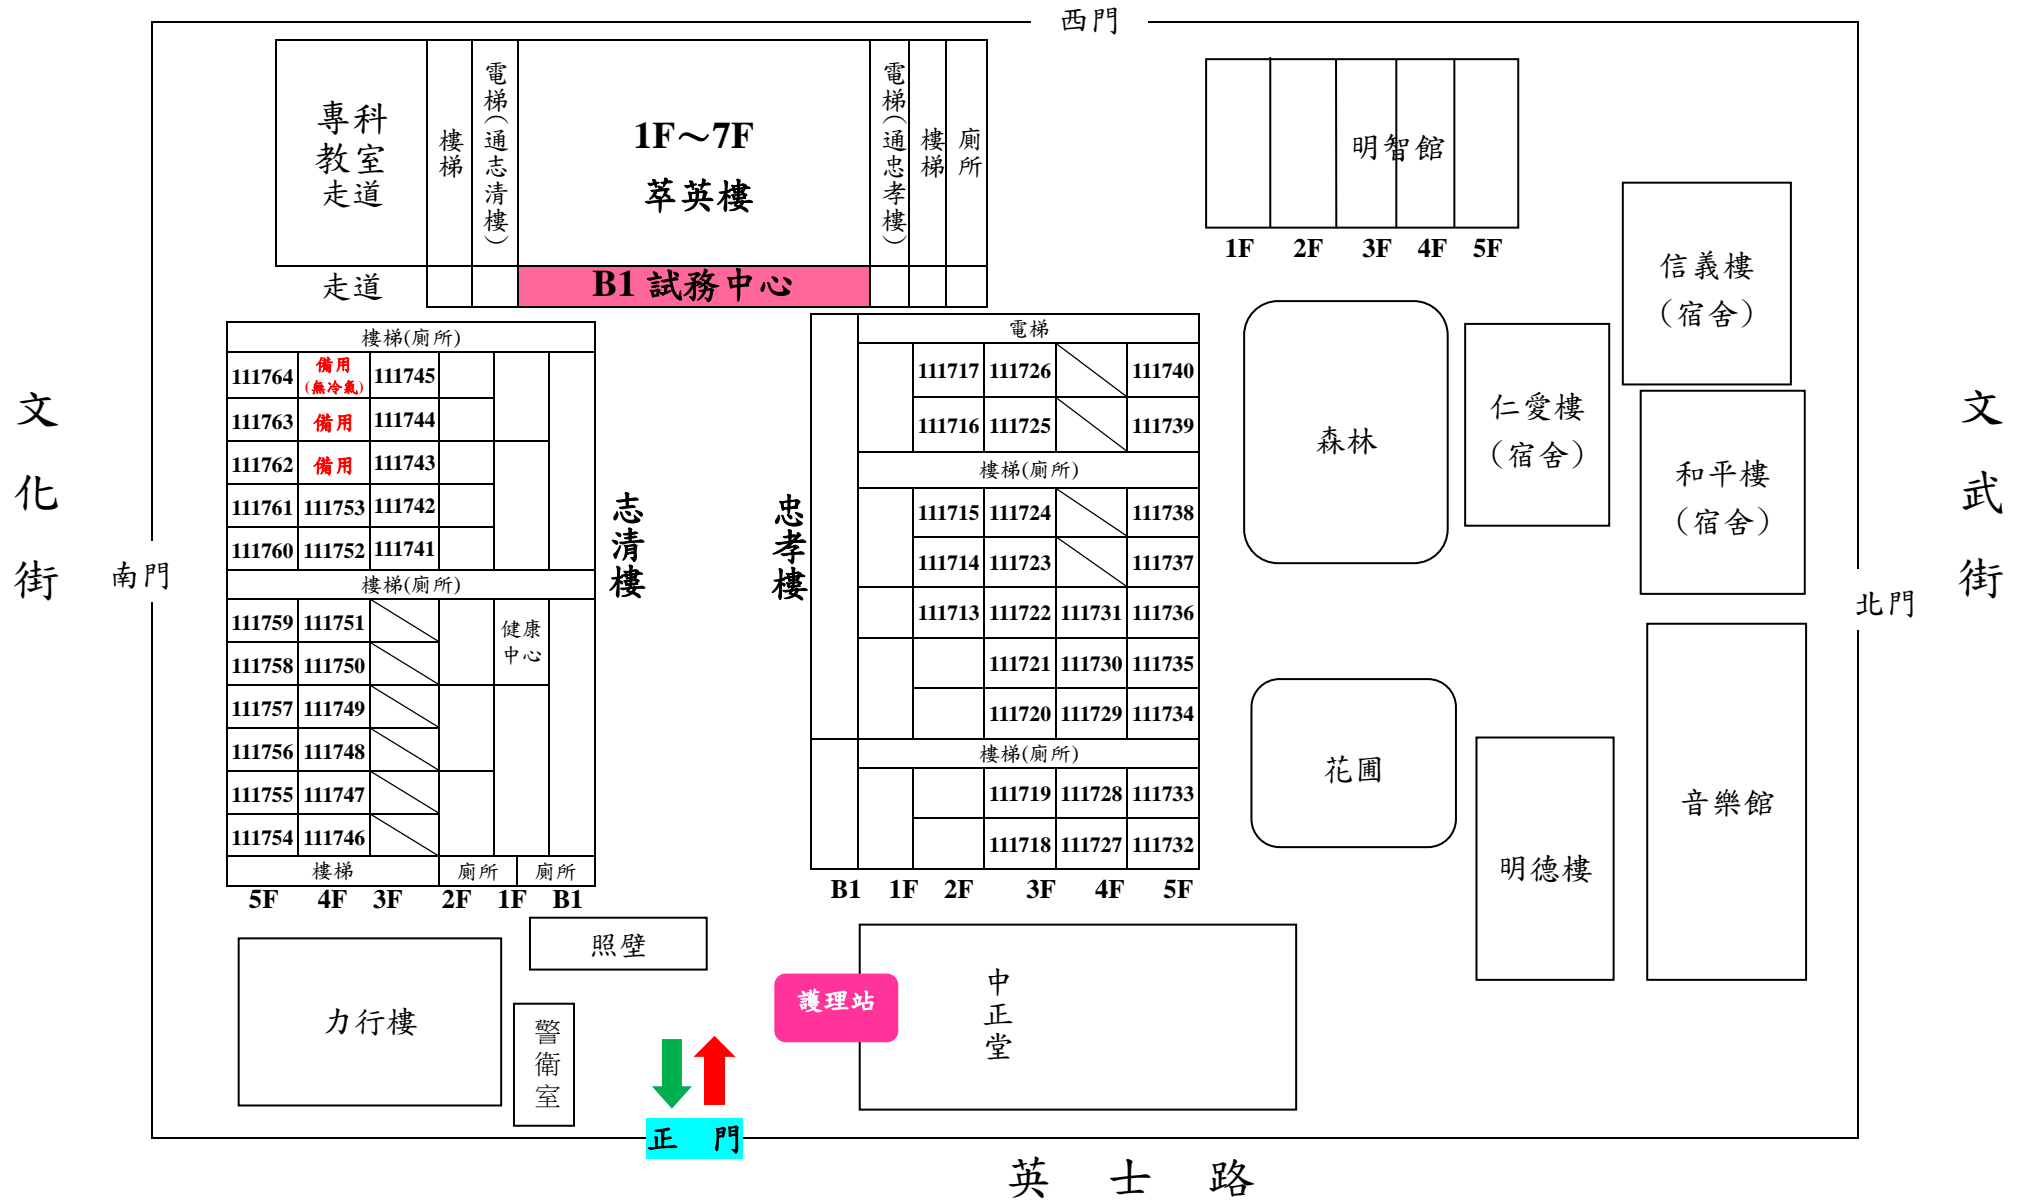 西門
專科
教室
走道
樓梯
電梯(通志清樓)
1F～7F
萃英樓
電梯(通忠孝樓)
樓梯
廁所
走道
B1 試務中心
明智館
1F 2F 3F 4F 5F
信義樓
（宿舍）
仁愛樓
（宿舍）
和平樓
（宿舍）
森林
花圃
明德樓
音樂館
文化街
南門
文武街
北門
樓梯(廁所)
111764 備用(無冷氣) 111745
111763 備用 111744
111762 備用 111743
111761 111753 111742
111760 111752 111741
樓梯(廁所)
111759 111751 健康中心
111758 111750
111757 111749
111756 111748
111755 111747
111754 111746
樓梯 廁所 廁所
5F 4F 3F 2F 1F B1
志清樓
忠孝樓
電梯
111717 111726 111740
111716 111725 111739
樓梯(廁所)
111715 111724 111738
111714 111723 111737
111713 111722 111731 111736
111721 111730 111735
111720 111729 111734
樓梯(廁所)
111719 111728 111733
111718 111727 111732
B1 1F 2F 3F 4F 5F
照壁
力行樓
警衛室
護理站
中正堂
正 門
英 士 路